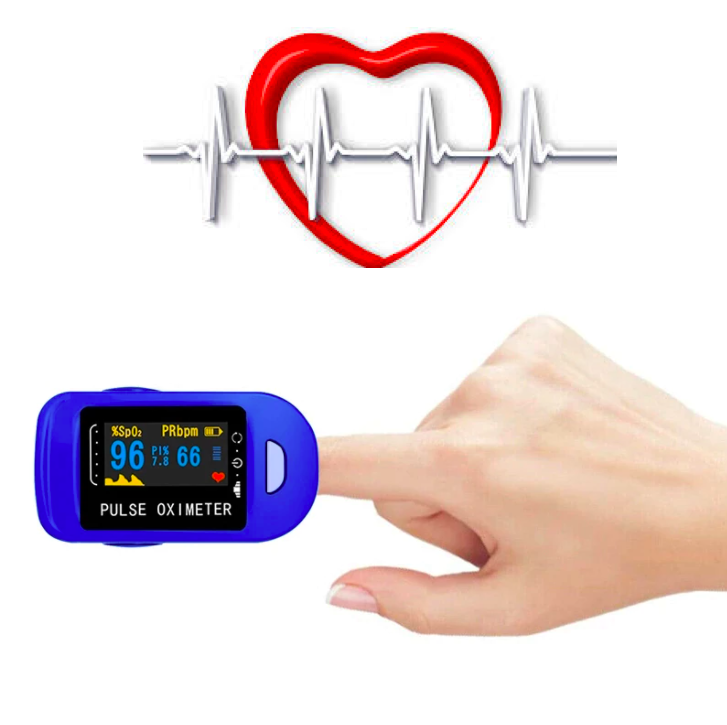 %SpO₂ PRbpm
96 PI% 66
7.8
PULSE OXIMETER